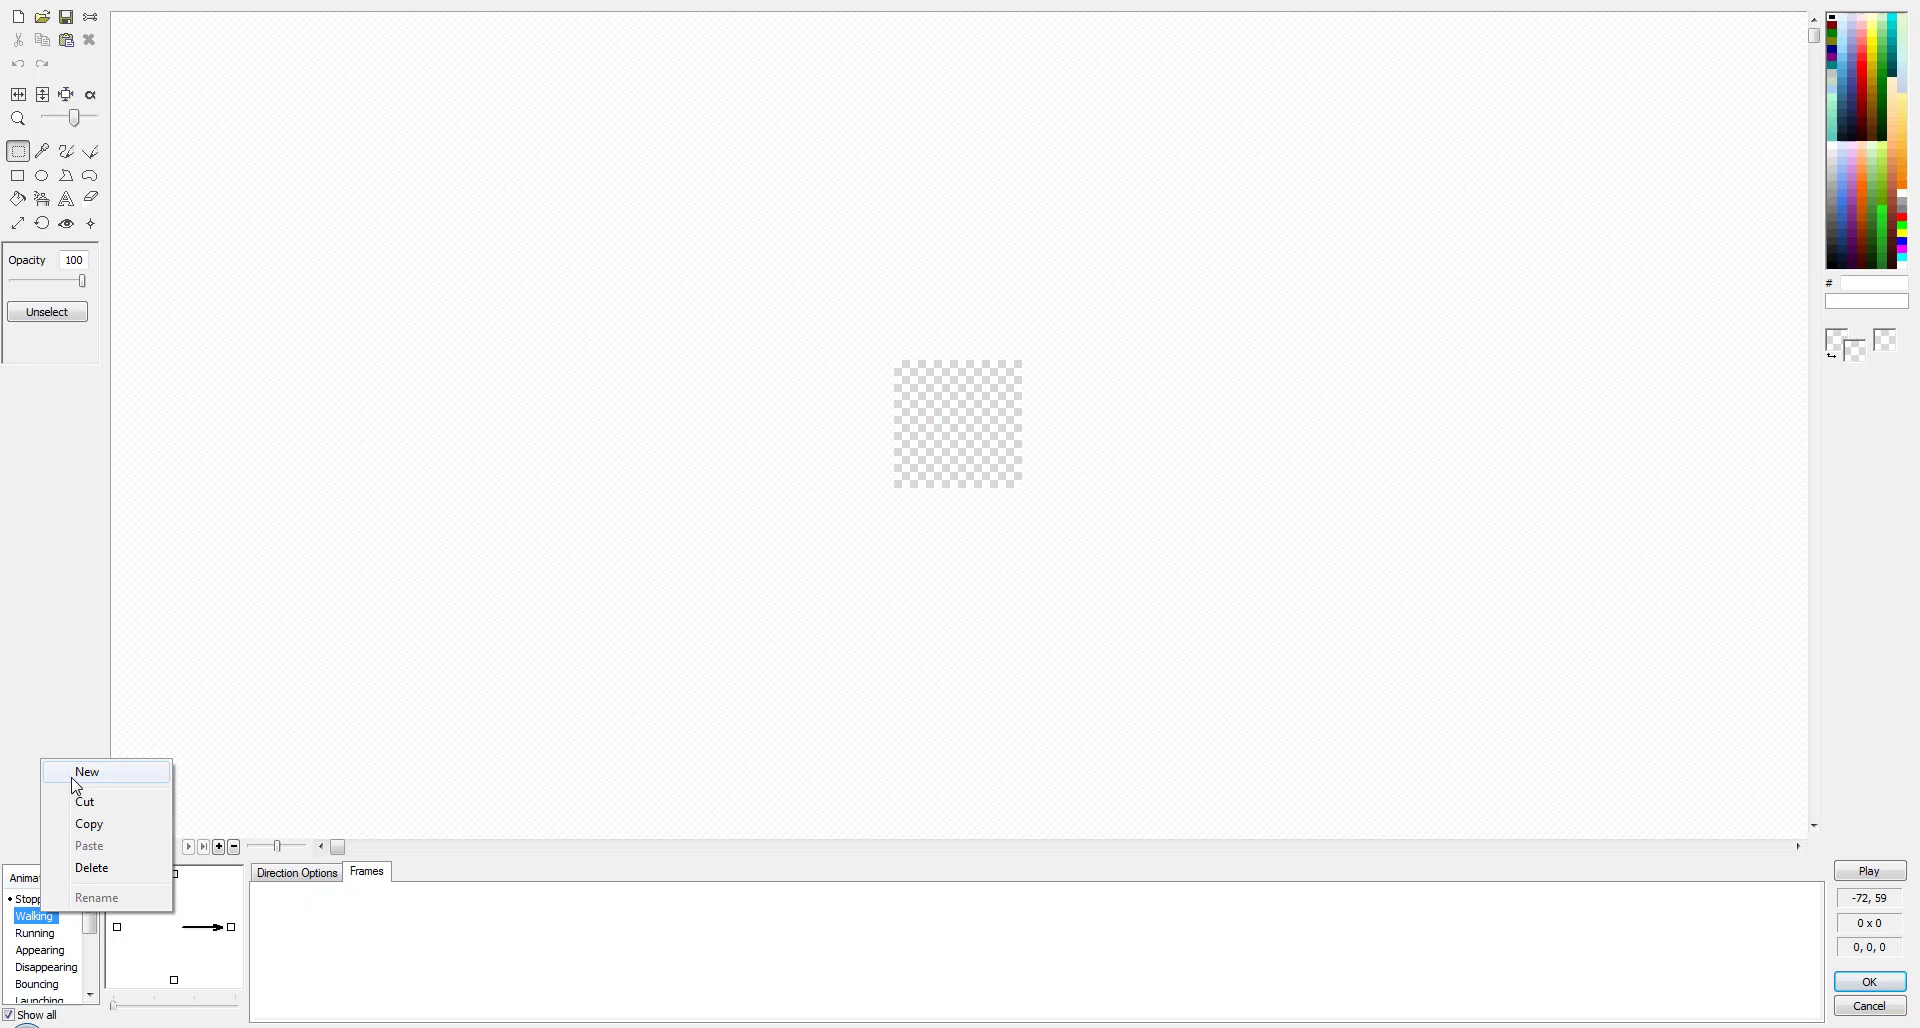 Opacity 100
Unselect
#
New
Cut
Copy
Paste
Delete
Rename
Direction Options
Frames
Walking
Running
Appearing
Disappearing
Bouncing
Show all
Play
-72, 59
0 x 0
0, 0, 0
OK
Cancel